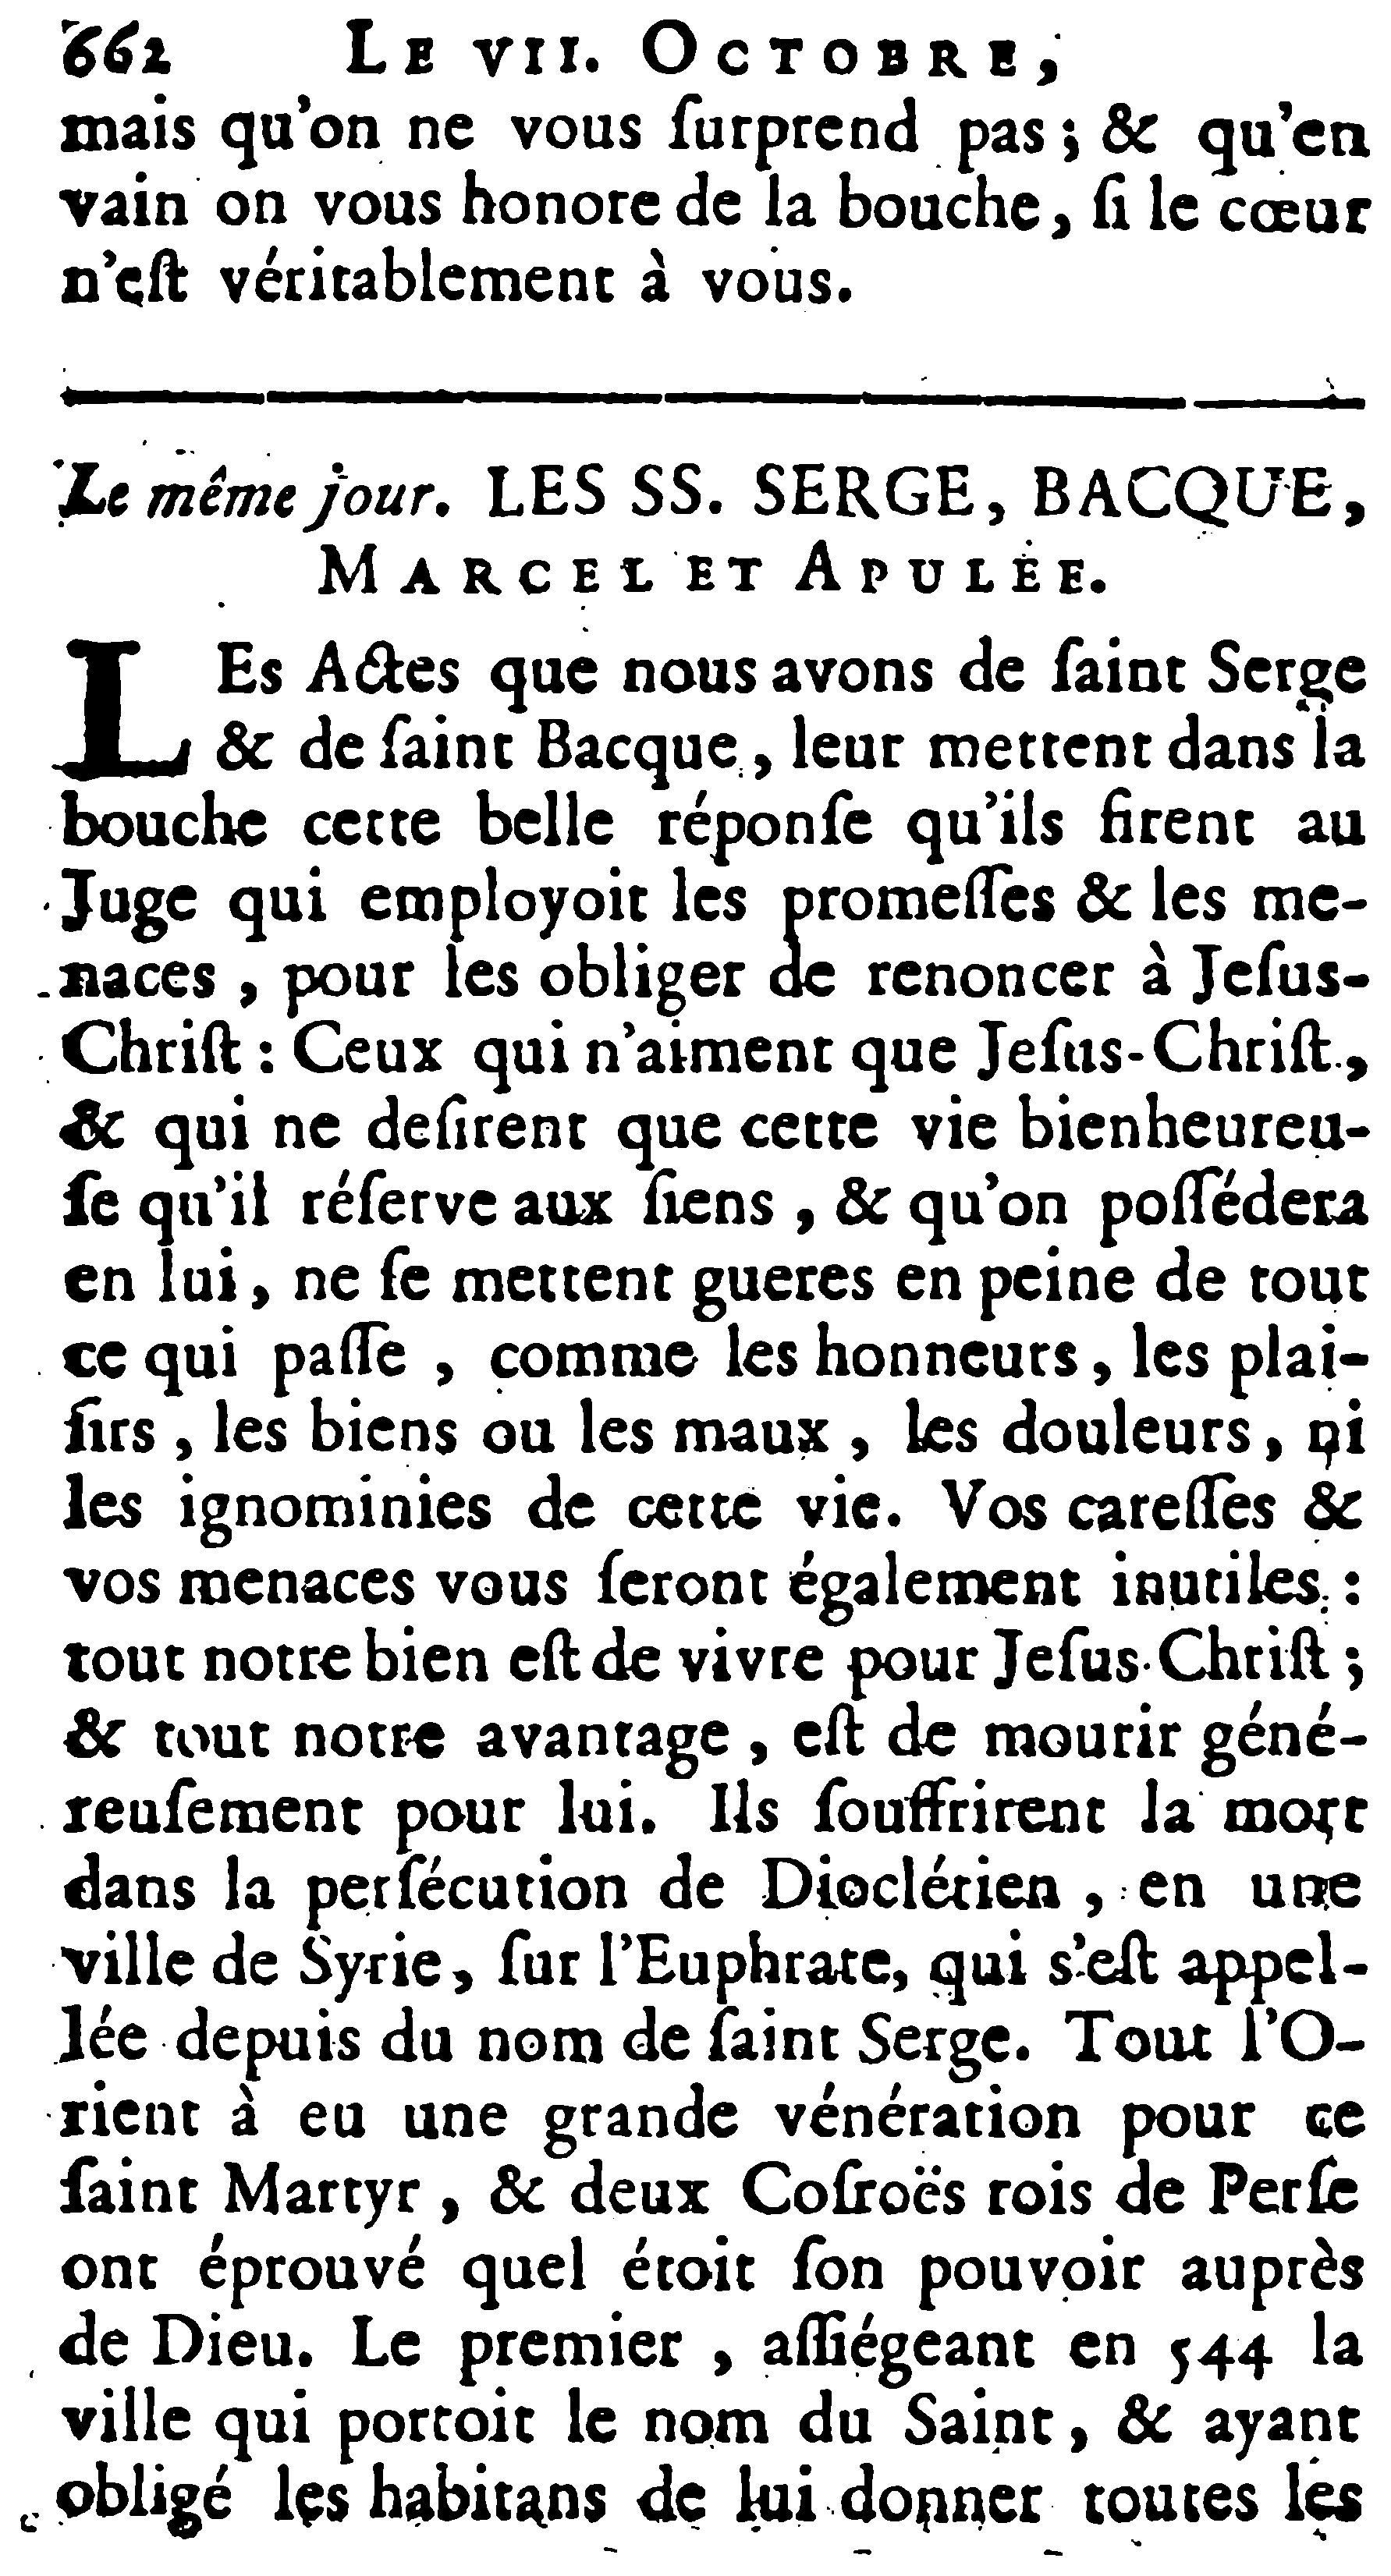 662 LE VII. OCTOBRE,
mais qu'on ne vous ſurprend pas ; & qu'en
vain on vous honore de la bouche, ſi le cœur
n'eſt véritablement à vous.
Le même jour. LES SS. SERGE, BACQUE,
MARCEL ET APULÉE.
LEs Actes que nous avons de ſaint Serge
& de ſaint Bacque, leur mettent dans la
bouche cette belle réponſe qu'ils firent au
Juge qui employoit les promeſſes & les me-
naces, pour les obliger de renoncer à Jeſus-
Chriſt : Ceux qui n'aiment que Jeſus-Chriſt,
& qui ne deſirent que cette vie bienheureu-
ſe qu'il réſerve aux ſiens, & qu'on poſſédera
en lui, ne ſe mettent gueres en peine de tout
ce qui paſſe, comme les honneurs, les plai-
ſirs, les biens ou les maux, les douleurs, ni
les ignominies de cette vie. Vos careſſes &
vos menaces vous ſeront également inutiles :
tout notre bien eſt de vivre pour Jeſus-Chriſt ;
& tout notre avantage, eſt de mourir géné-
reuſement pour lui. Ils ſouffrirent la mort
dans la perſécution de Dioclétien, en une
ville de Syrie, ſur l'Euphrate, qui s'eſt appel-
lée depuis du nom de ſaint Serge. Tout l'O-
rient à eu une grande vénération pour ce
ſaint Martyr, & deux Coſroës rois de Perſe
ont éprouvé quel étoit ſon pouvoir auprès
de Dieu. Le premier, aſſiégeant en 544 la
ville qui portoit le nom du Saint, & ayant
obligé les habitans de lui donner toutes les